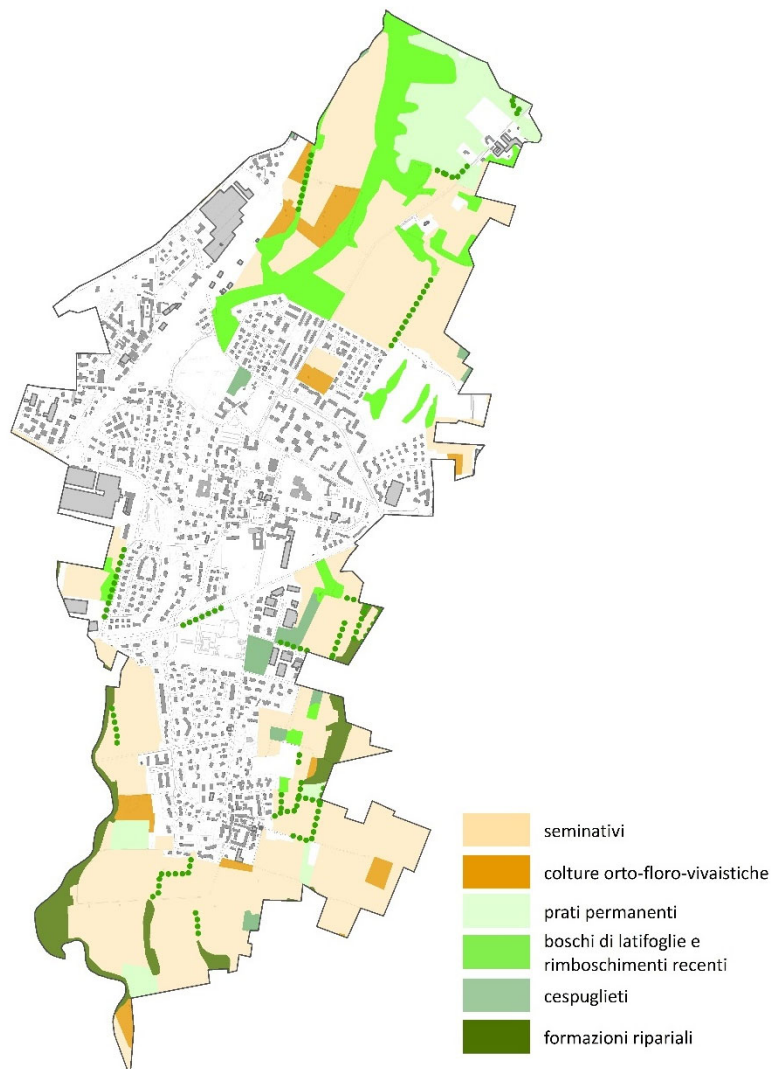 seminativi
colture orto-floro-vivaistiche
prati permanenti
boschi di latifoglie e
rimboschimenti recenti
cespuglieti
formazioni ripariali